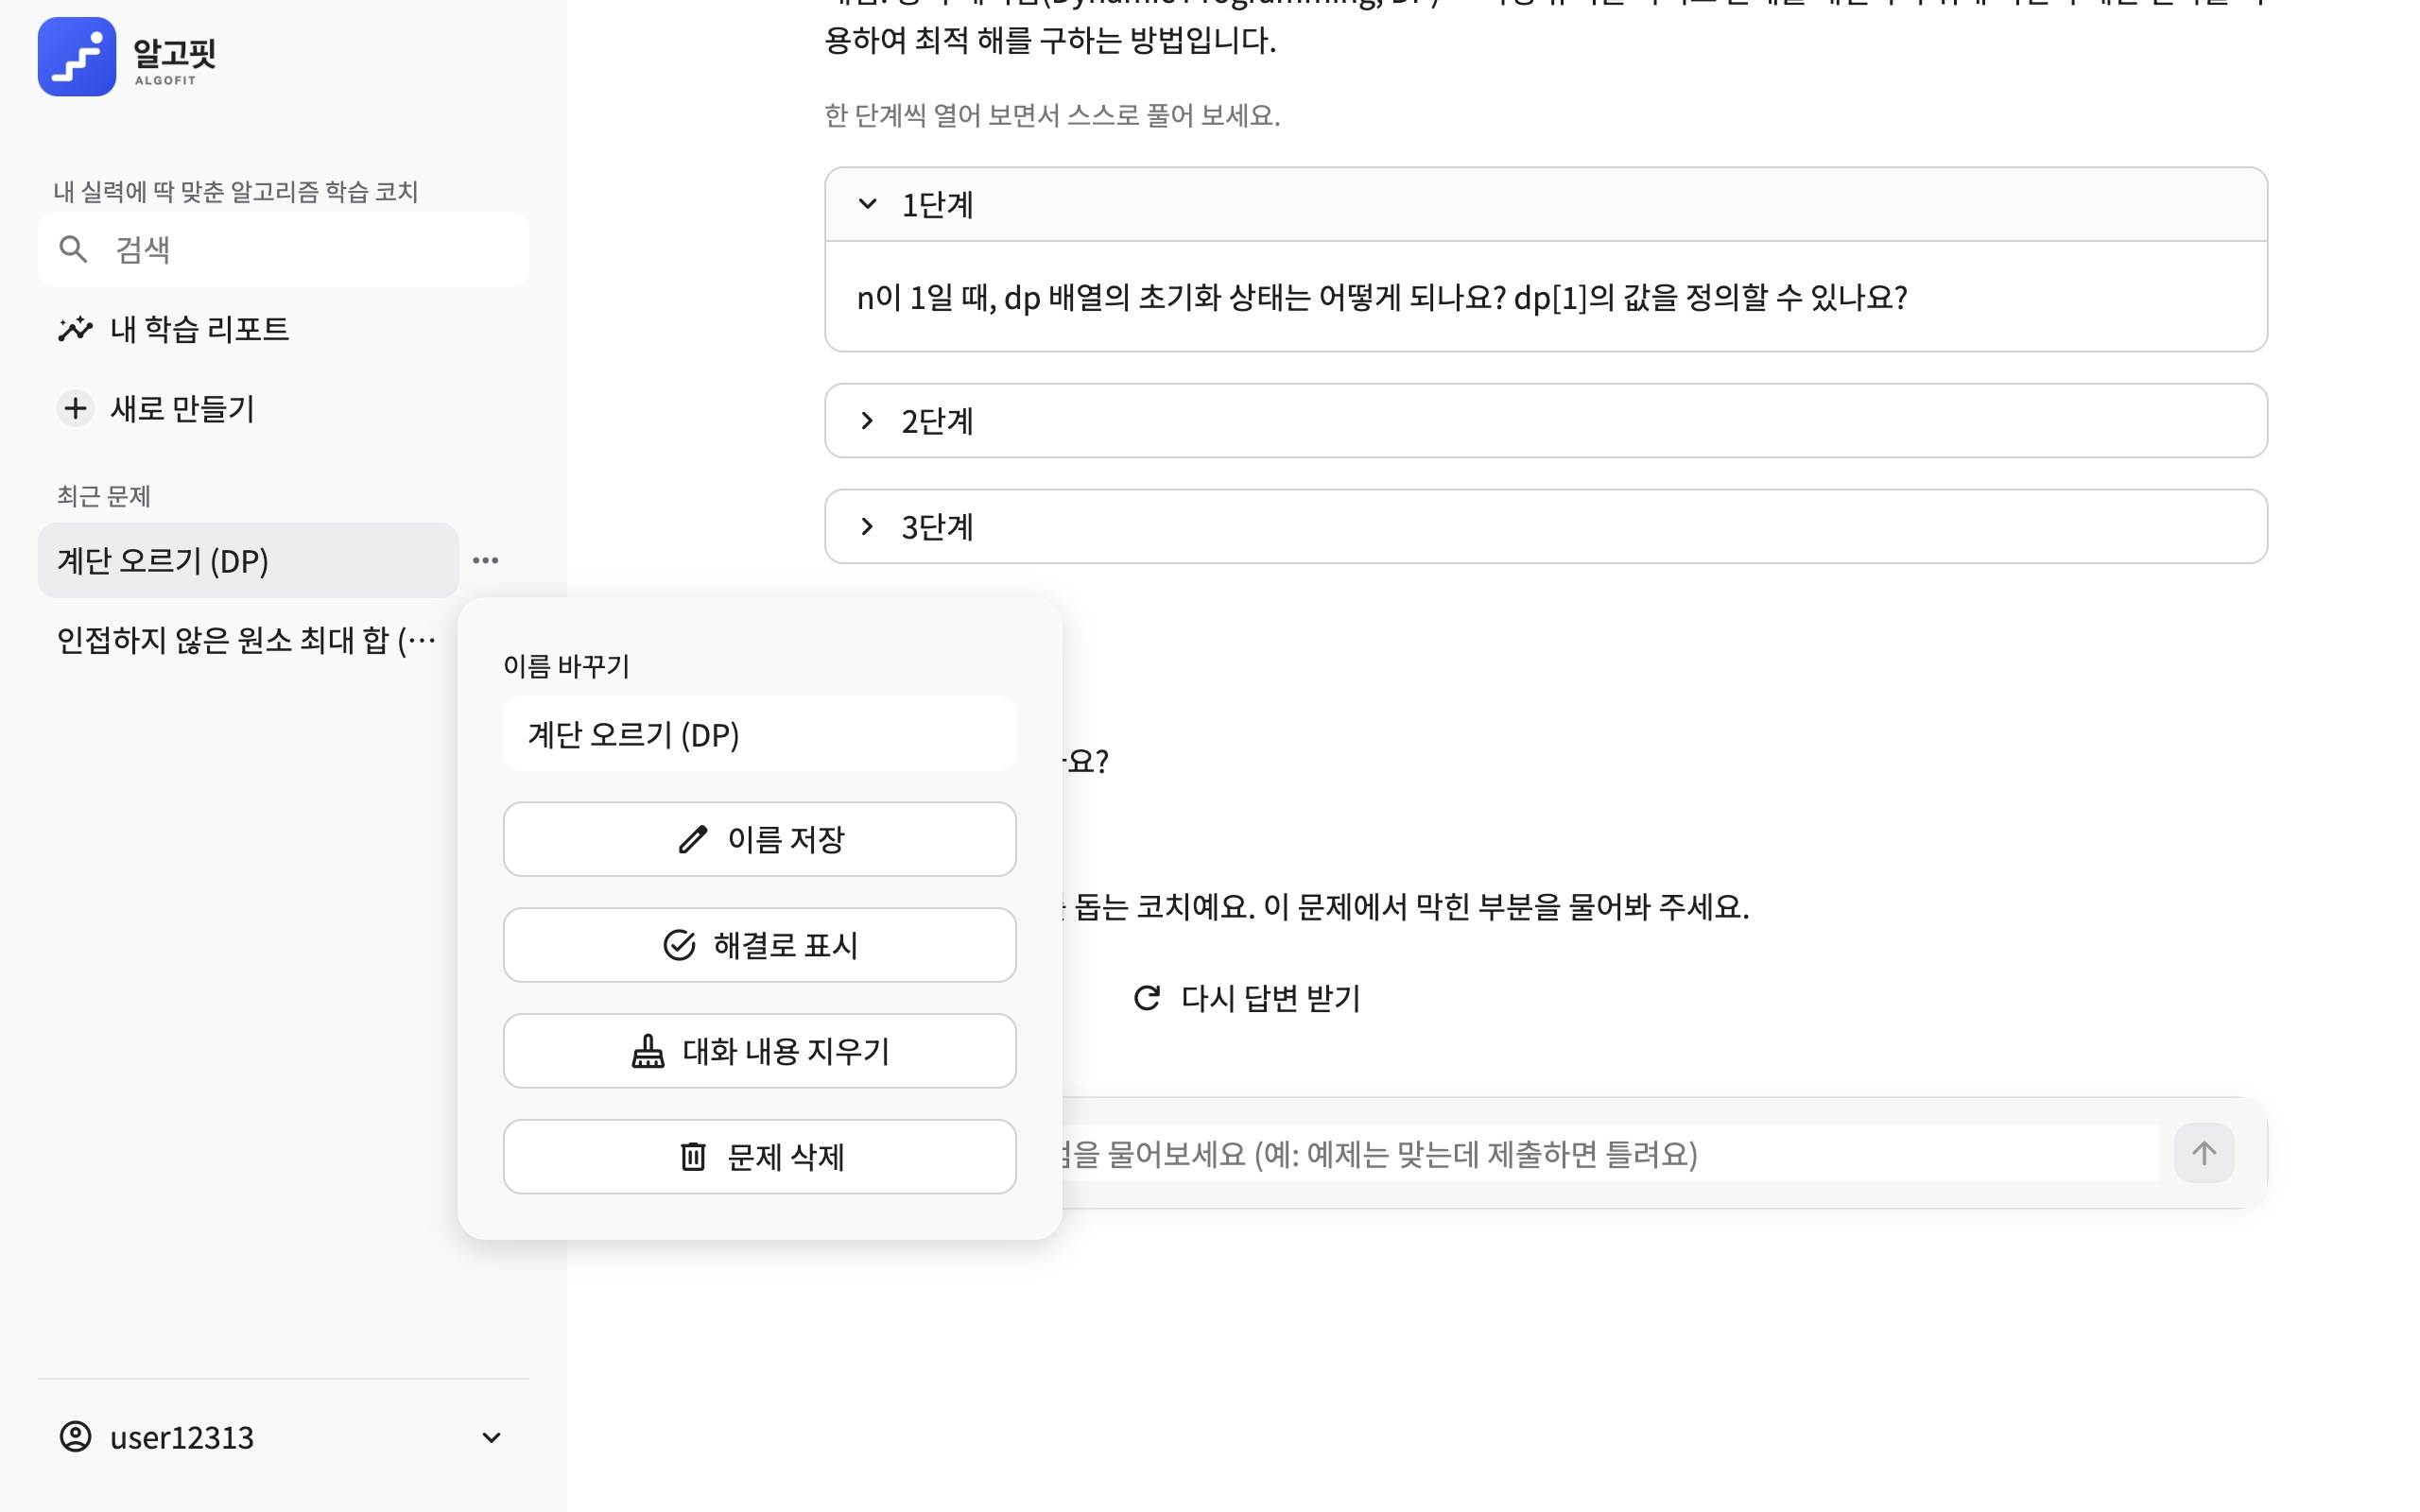 알고핏
ALGOFIT
내 실력에 딱 맞춘 알고리즘 학습 코치
검색
내 학습 리포트
새로 만들기
최근 문제
계단 오르기 (DP)
인접하지 않은 원소 최대 합 (…
이름 바꾸기
계단 오르기 (DP)
이름 저장
해결로 표시
대화 내용 지우기
문제 삭제
user12313
용하여 최적 해를 구하는 방법입니다.
한 단계씩 열어 보면서 스스로 풀어 보세요.
1단계
n이 1일 때, dp 배열의 초기화 상태는 어떻게 되나요? dp[1]의 값을 정의할 수 있나요?
2단계
3단계
요?
돕는 코치예요. 이 문제에서 막힌 부분을 물어봐 주세요.
다시 답변 받기
물어보세요 (예: 예제는 맞는데 제출하면 틀려요)